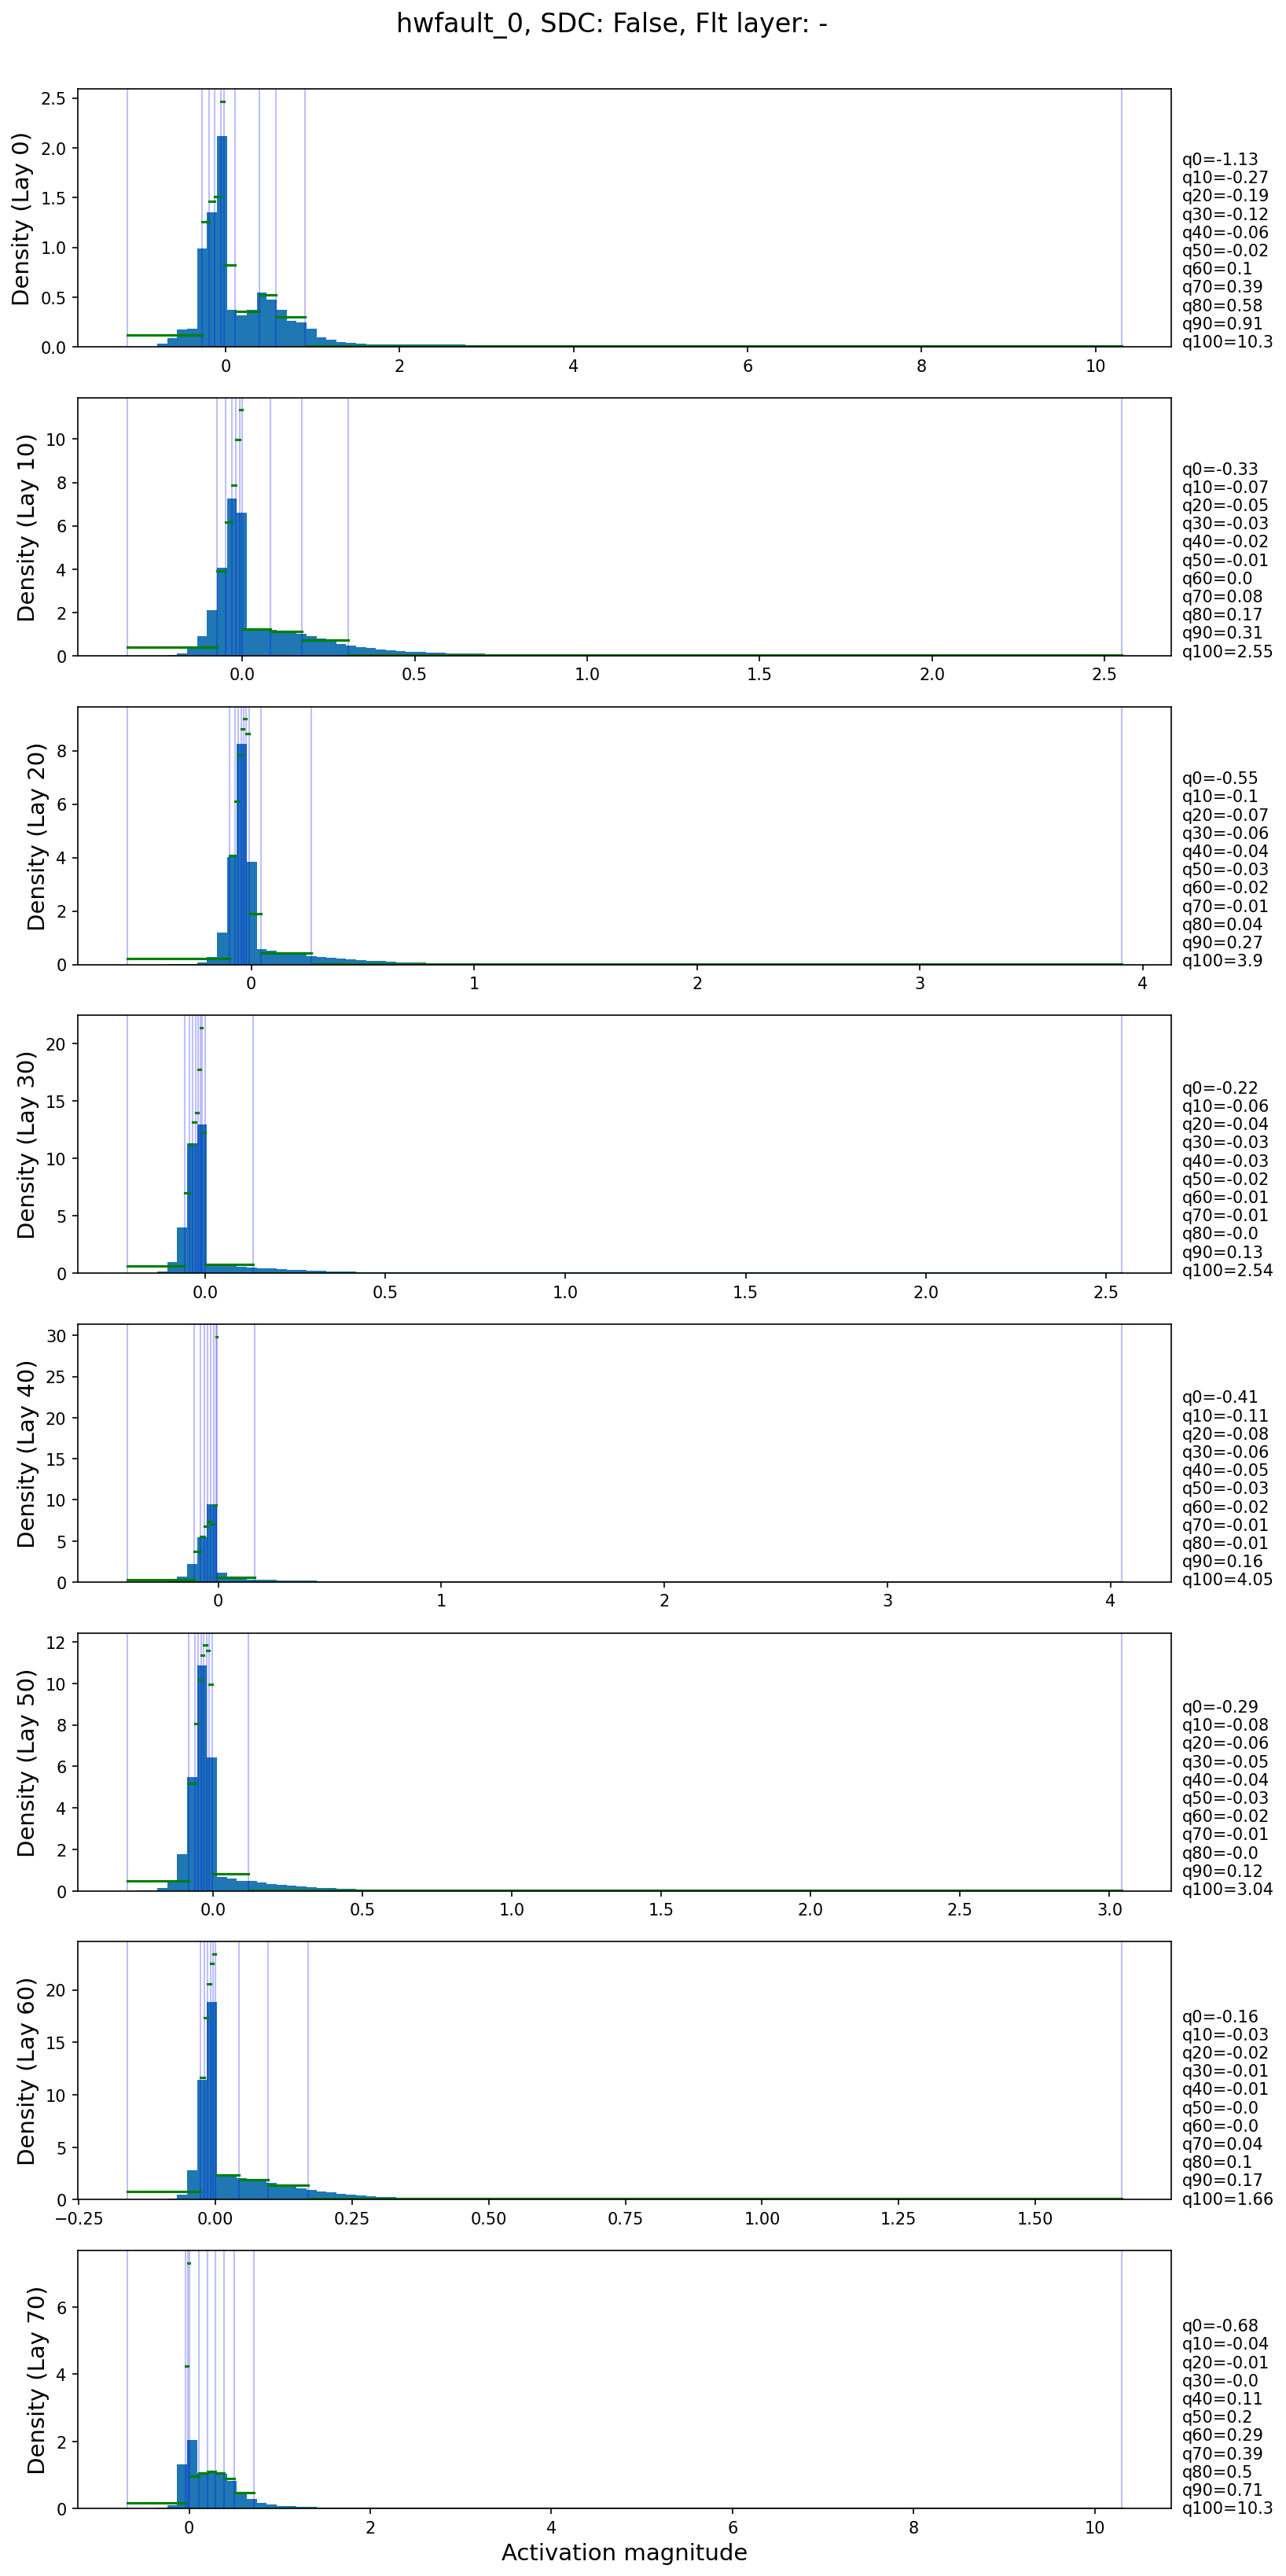 hwfault_0, SDC: False, Flt layer: -
Density (Lay 0)
2.5
2.0
1.5
1.0
0.5
0.0
0 2 4 6 8 10
q0=-1.13
q10=-0.27
q20=-0.19
q30=-0.12
q40=-0.06
q50=-0.02
q60=0.1
q70=0.39
q80=0.58
q90=0.91
q100=10.3
Density (Lay 10)
10
8
6
4
2
0
0.0 0.5 1.0 1.5 2.0 2.5
q0=-0.33
q10=-0.07
q20=-0.05
q30=-0.03
q40=-0.02
q50=-0.01
q60=0.0
q70=0.08
q80=0.17
q90=0.31
q100=2.55
Density (Lay 20)
8
6
4
2
0
0 1 2 3 4
q0=-0.55
q10=-0.1
q20=-0.07
q30=-0.06
q40=-0.04
q50=-0.03
q60=-0.02
q70=-0.01
q80=0.04
q90=0.27
q100=3.9
Density (Lay 30)
20
15
10
5
0
0.0 0.5 1.0 1.5 2.0 2.5
q0=-0.22
q10=-0.06
q20=-0.04
q30=-0.03
q40=-0.03
q50=-0.02
q60=-0.01
q70=-0.01
q80=-0.0
q90=0.13
q100=2.54
Density (Lay 40)
30
25
20
15
10
5
0
0 1 2 3 4
q0=-0.41
q10=-0.11
q20=-0.08
q30=-0.06
q40=-0.05
q50=-0.03
q60=-0.02
q70=-0.01
q80=-0.01
q90=0.16
q100=4.05
Density (Lay 50)
12
10
8
6
4
2
0
0.0 0.5 1.0 1.5 2.0 2.5 3.0
q0=-0.29
q10=-0.08
q20=-0.06
q30=-0.05
q40=-0.04
q50=-0.03
q60=-0.02
q70=-0.01
q80=-0.0
q90=0.12
q100=3.04
Density (Lay 60)
20
15
10
5
0
−0.25 0.00 0.25 0.50 0.75 1.00 1.25 1.50
q0=-0.16
q10=-0.03
q20=-0.02
q30=-0.01
q40=-0.01
q50=-0.0
q60=-0.0
q70=0.04
q80=0.1
q90=0.17
q100=1.66
Density (Lay 70)
6
4
2
0
0 2 4 6 8 10
q0=-0.68
q10=-0.04
q20=-0.01
q30=-0.0
q40=0.11
q50=0.2
q60=0.29
q70=0.39
q80=0.5
q90=0.71
q100=10.3
Activation magnitude